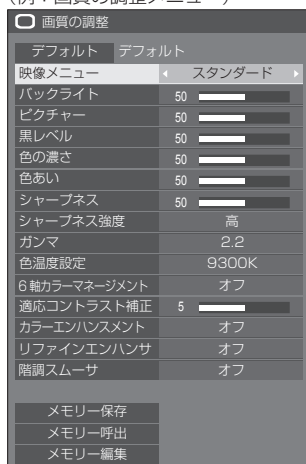 (例：画質の調整メニュー)
画質の調整
デフォルト デフォルト
映像メニュー スタンダード
バックライト 50
ピクチャー 50
黒レベル 50
色の濃さ 50
色あい 50
シャープネス 50
シャープネス強度 高
ガンマ 2.2
色温度設定 9300K
6軸カラーマネージメント オフ
適応コントラスト補正 5
カラーエンハンスメント オフ
リファインエンハンサ オフ
階調スムーサ オフ
メモリー保存
メモリー呼出
メモリー編集